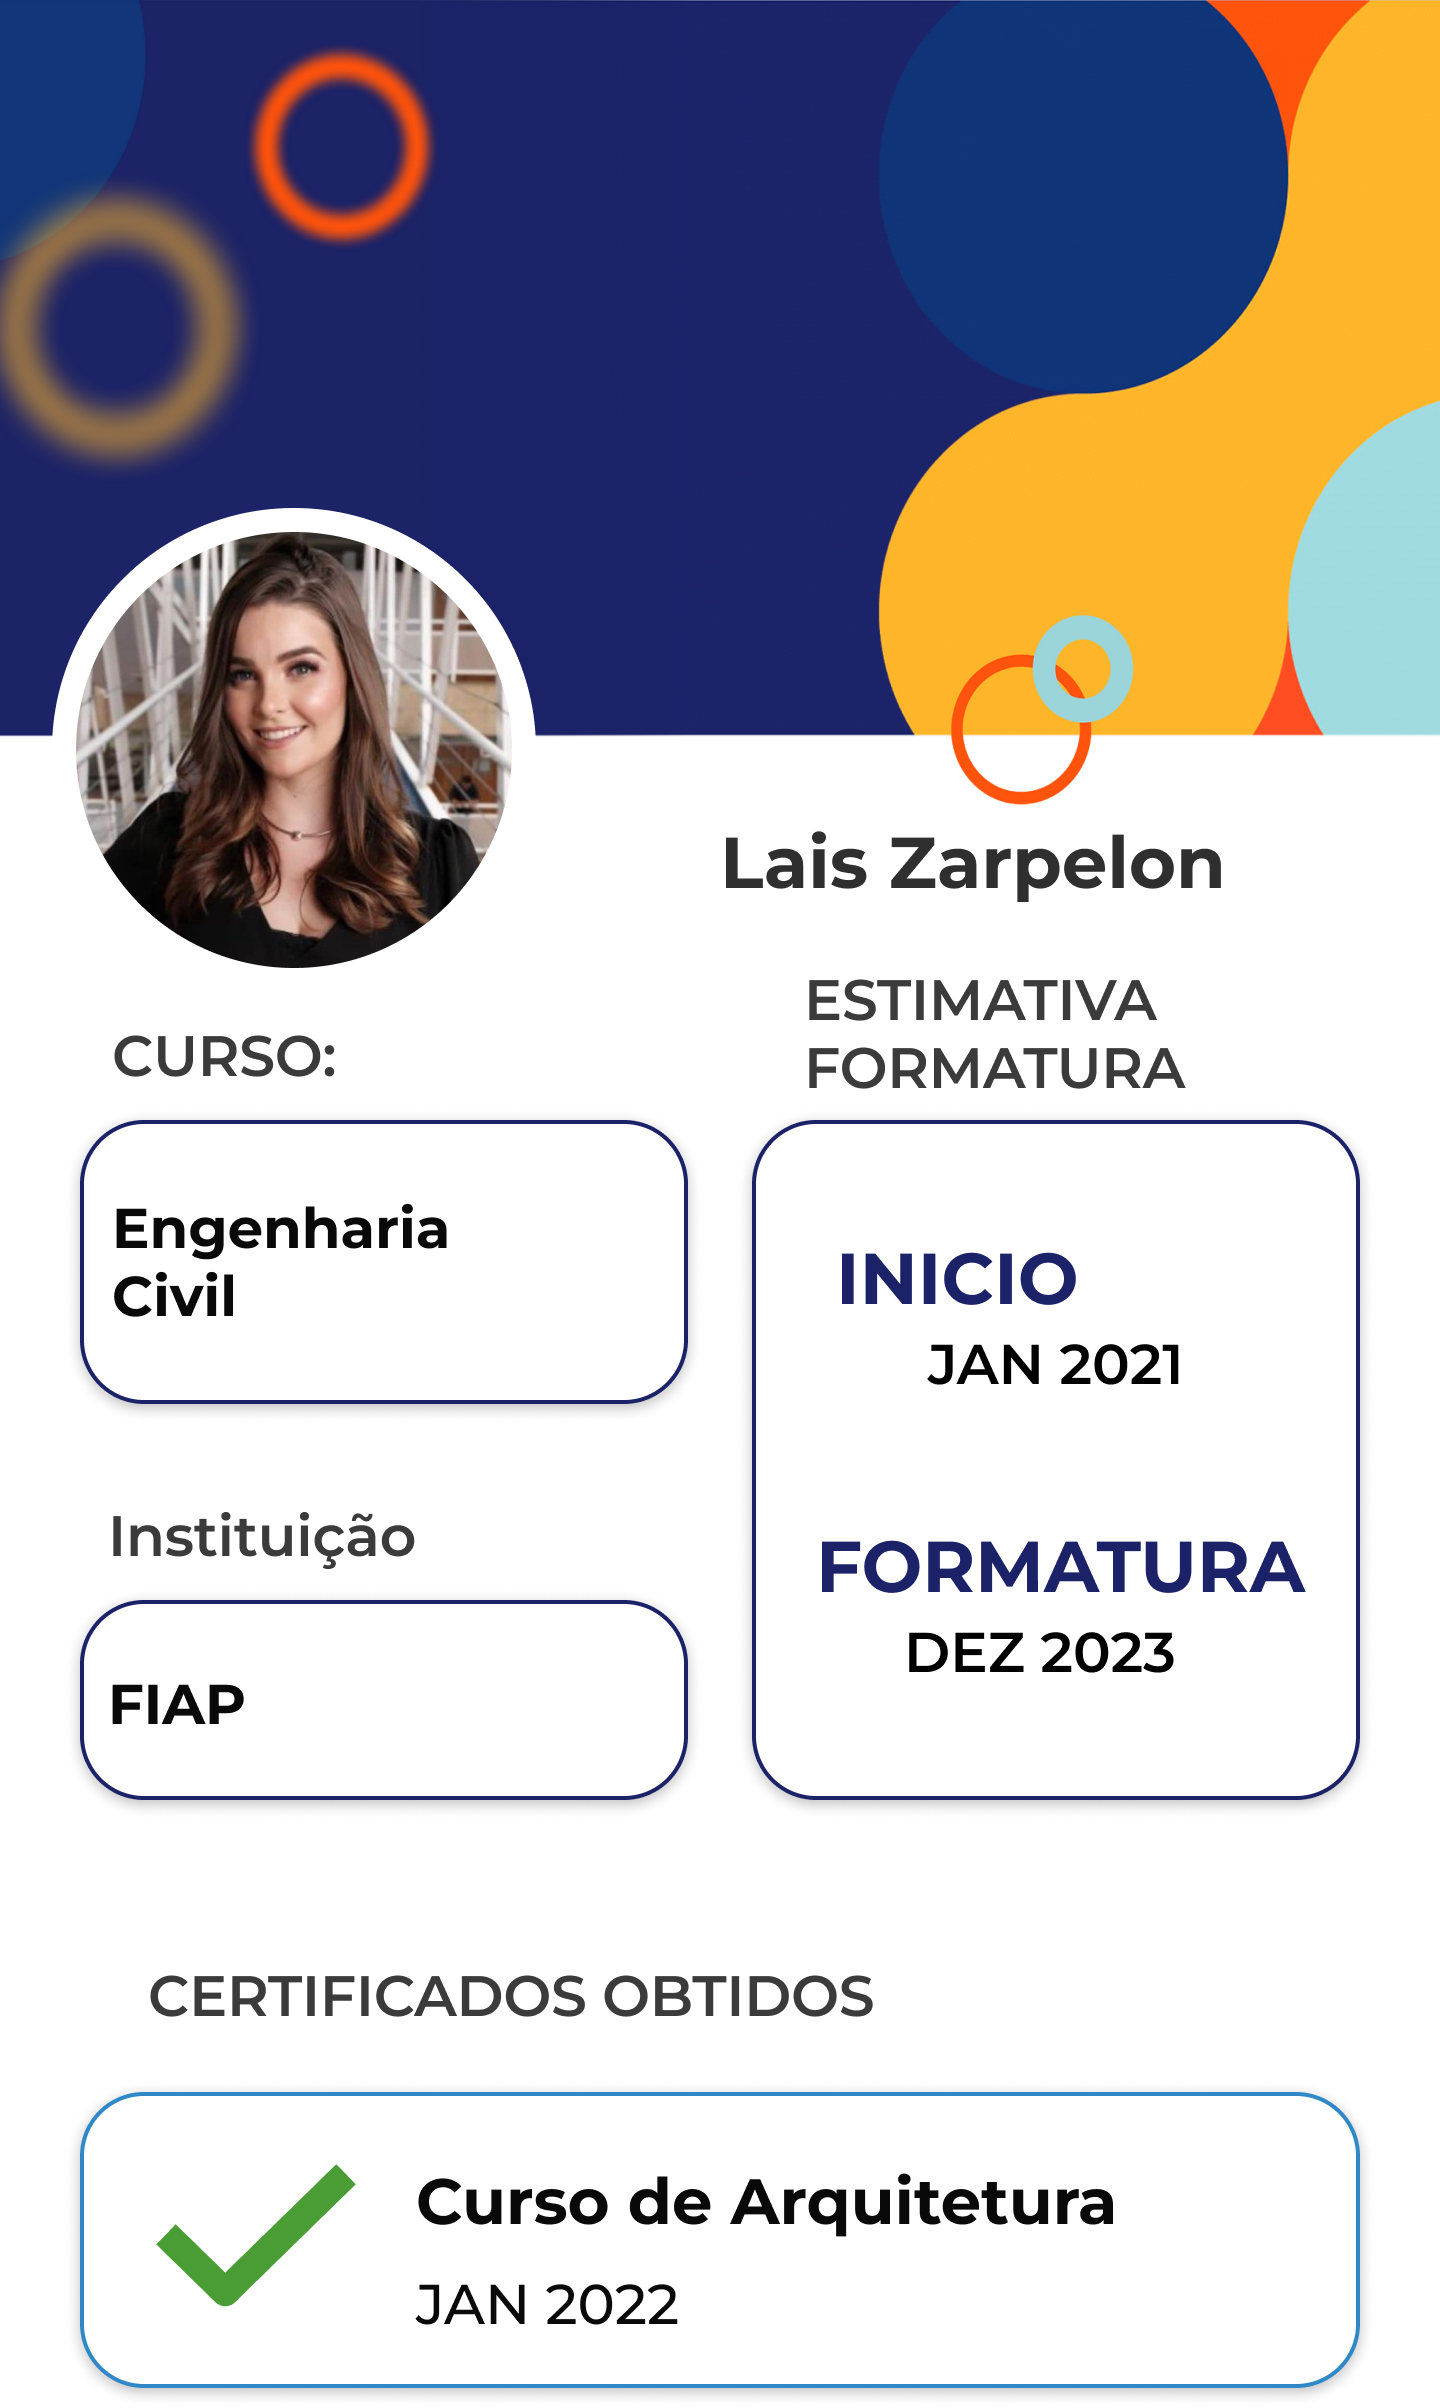 Lais Zarpelon
CURSO:
Engenharia
Civil
ESTIMATIVA
FORMATURA
INICIO
JAN 2021
FORMATURA
DEZ 2023
Instituição
FIAP
CERTIFICADOS OBTIDOS
Curso de Arquitetura
JAN 2022